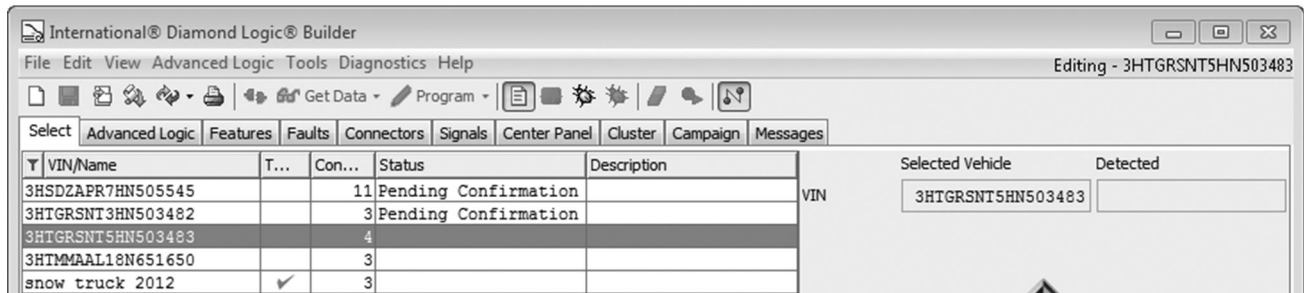 International® Diamond Logic® Builder
File Edit View Advanced Logic Tools Diagnostics Help Editing - 3HTGRSNT5HN503483
Get Data Program
Select Advanced Logic Features Faults Connectors Signals Center Panel Cluster Campaign Messages
VIN/Name T... Con... Status Description Selected Vehicle Detected
3HSDZAPR7HN505545 11 Pending Confirmation VIN 3HTGRSNT5HN503483
3HTGRSNT3HN503482 3 Pending Confirmation
3HTGRSNT5HN503483 4
3HTMMAAL18N651650 3
snow truck 2012 3